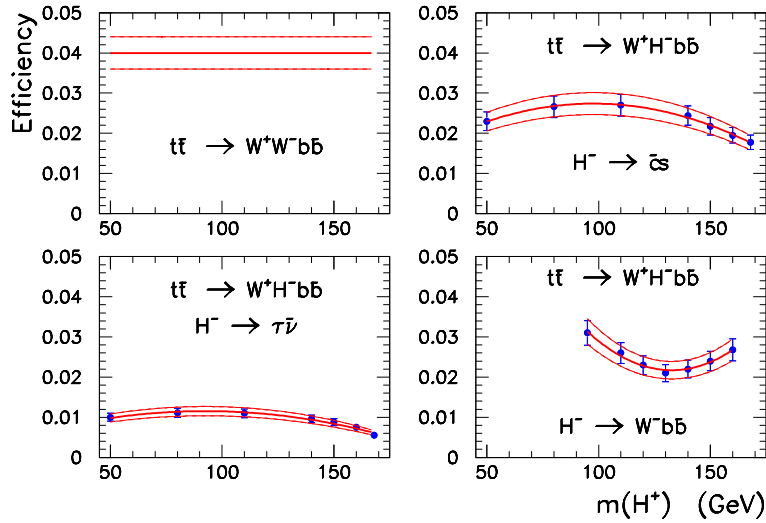 Efficiency
0.05
0.04
0.03
0.02
0.01
0
50 100 150
tt̄ → W⁺W⁻bb̄
0.05
0.04
0.03
0.02
0.01
0
50 100 150
tt̄ → W⁺H⁻bb̄
H⁻ → c̄s
0.05
0.04
0.03
0.02
0.01
0
50 100 150
tt̄ → W⁺H⁻bb̄
H⁻ → τν̄
0.05
0.04
0.03
0.02
0.01
0
50 100 150
tt̄ → W⁺H⁻bb̄
H⁻ → W⁻bb̄
m(H⁺) (GeV)